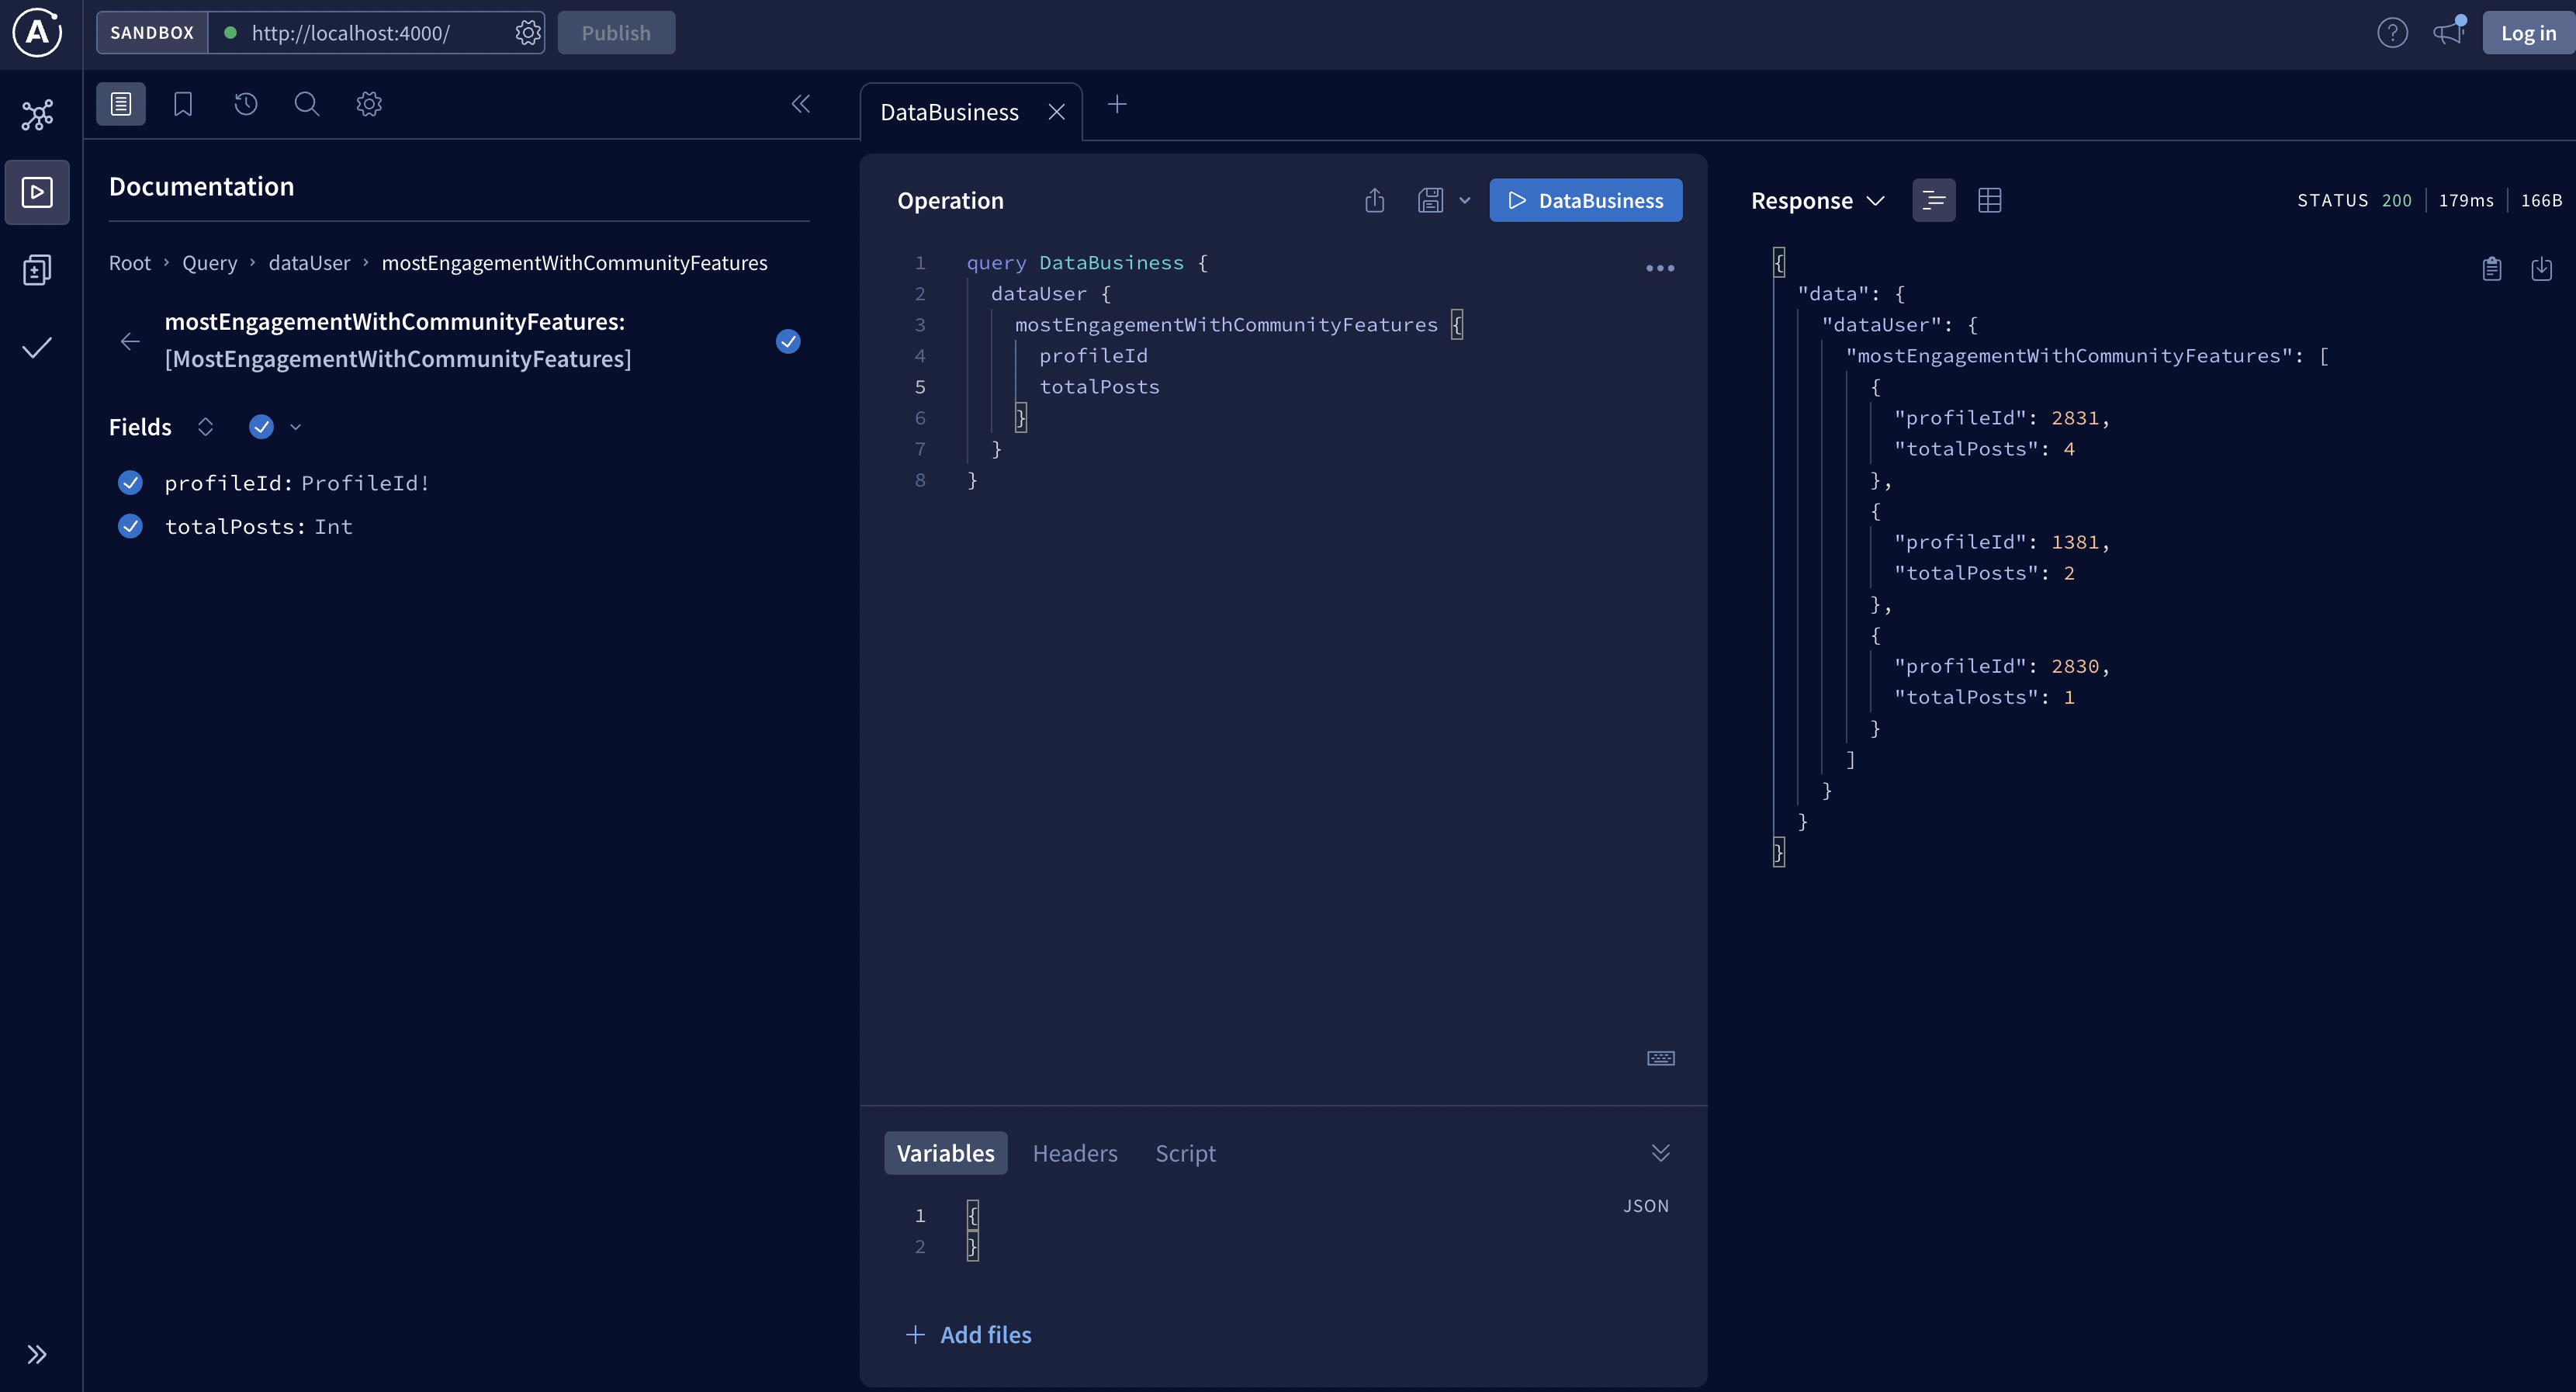 SANDBOX http://localhost:4000/ Publish Log in
DataBusiness
Documentation
Root › Query › dataUser › mostEngagementWithCommunityFeatures
mostEngagementWithCommunityFeatures:
[MostEngagementWithCommunityFeatures]
Fields
profileId: ProfileId!
totalPosts: Int
Operation
DataBusiness
1 query DataBusiness {
2 dataUser {
3 mostEngagementWithCommunityFeatures {
4 profileId
5 totalPosts
6 }
7 }
8 }
Variables Headers Script
JSON
1 {
2 }
+ Add files
Response
STATUS 200 179ms 166B
{
"data": {
"dataUser": {
"mostEngagementWithCommunityFeatures": [
{
"profileId": 2831,
"totalPosts": 4
},
{
"profileId": 1381,
"totalPosts": 2
},
{
"profileId": 2830,
"totalPosts": 1
}
]
}
}
}